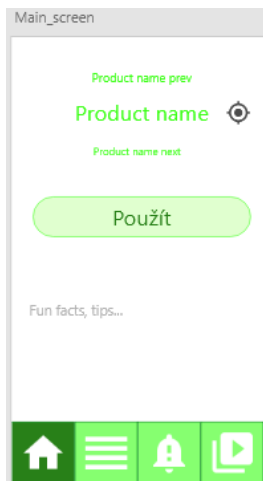 Main_screen
Product name prev
Product name
Product name next
Použít
Fun facts, tips...